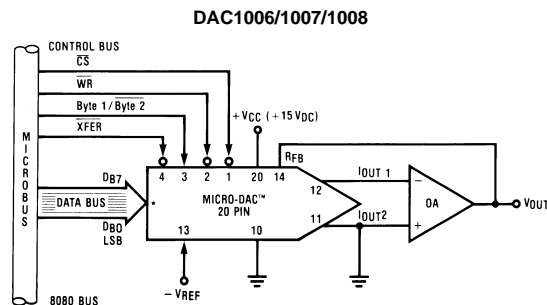 DAC1006/1007/1008
CONTROL BUS
CS
WR
Byte 1/Byte 2
XFER
+VCC (+15 VDC)
RFB
4 3 2 1 20 14
MICROBUS
DB7
DATA BUS
DB0
LSB
*
MICRO-DAC™
20 PIN
12
11
IOUT 1
IOUT2
-
+
OA
VOUT
13 10
-VREF
8080 BUS